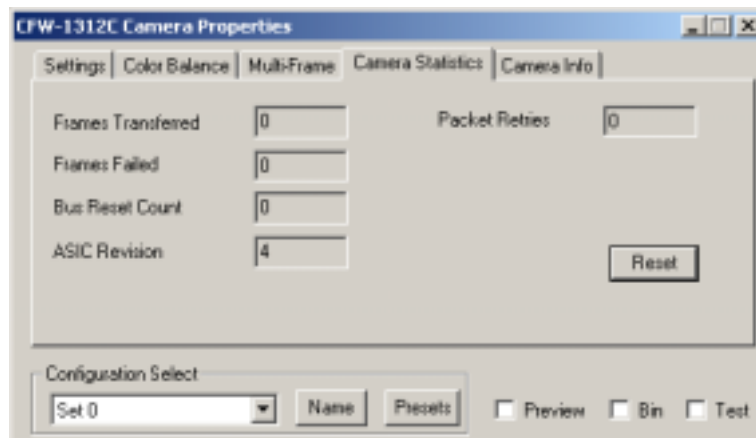 CFW-1312C Camera Properties
Settings Color Balance Multi-Frame Camera Statistics Camera Info
Frames Transferred 0 Packet Retries 0
Frames Failed 0
Bus Reset Count 0
ASIC Revision 4
Reset
Configuration Select
Set 0 Name Presets Preview Bin Test